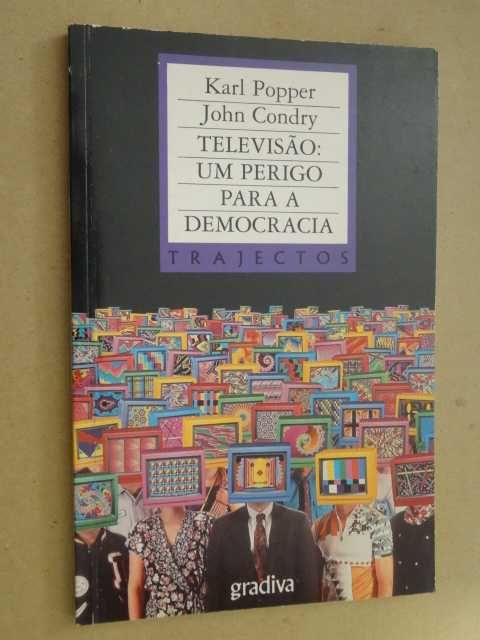 Karl Popper
John Condry
TELEVISÃO:
UM PERIGO
PARA A
DEMOCRACIA
TRAJECTOS
gradiva